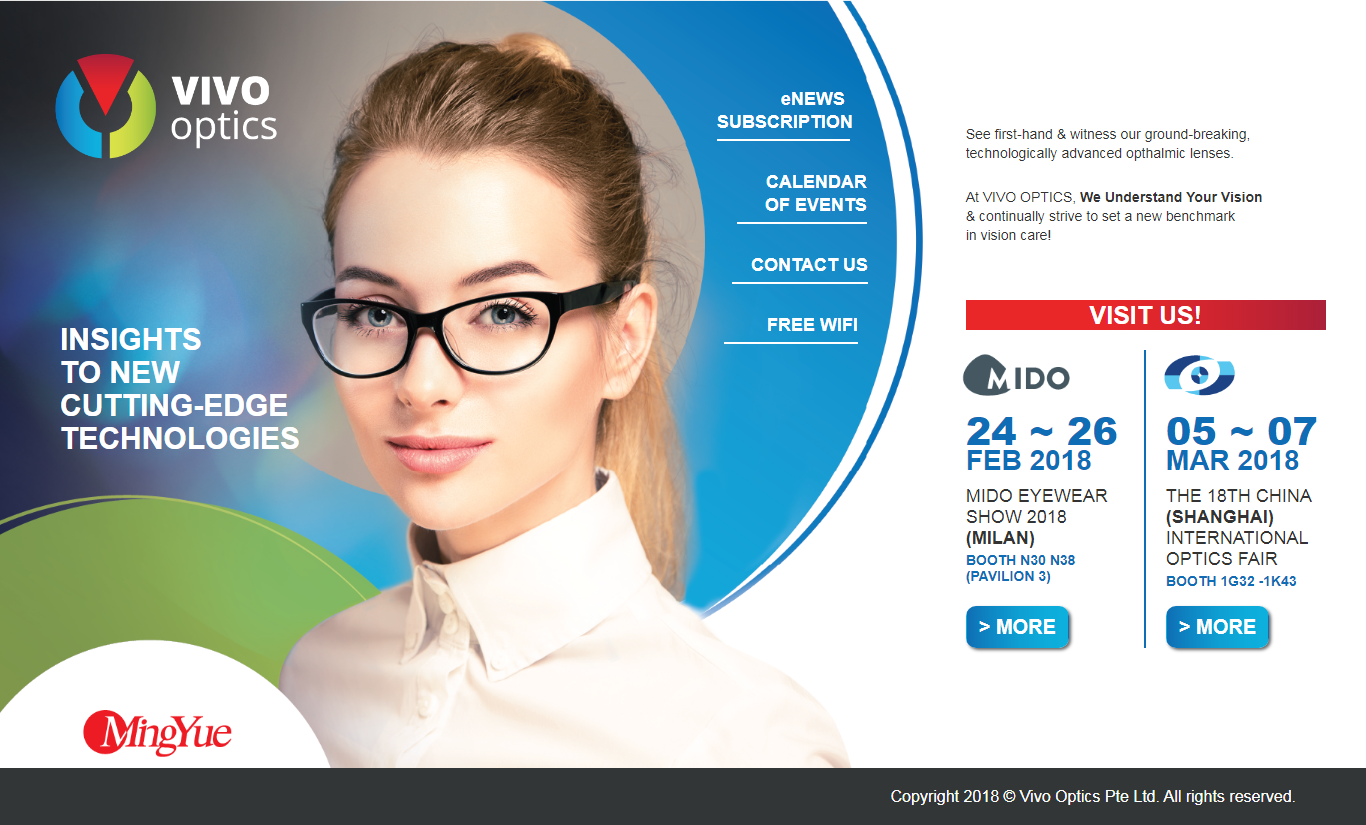 VIVO
optics
INSIGHTS
TO NEW
CUTTING-EDGE
TECHNOLOGIES
MingYue
eNEWS
SUBSCRIPTION
CALENDAR
OF EVENTS
CONTACT US
FREE WIFI
See first-hand & witness our ground-breaking,
technologically advanced opthalmic lenses.
At VIVO OPTICS, We Understand Your Vision
& continually strive to set a new benchmark
in vision care!
VISIT US!
MIDO
24 ~ 26
FEB 2018
MIDO EYEWEAR
SHOW 2018
(MILAN)
BOOTH N30 N38
(PAVILION 3)
> MORE
05 ~ 07
MAR 2018
THE 18TH CHINA
(SHANGHAI)
INTERNATIONAL
OPTICS FAIR
BOOTH 1G32 -1K43
> MORE
Copyright 2018 © Vivo Optics Pte Ltd. All rights reserved.